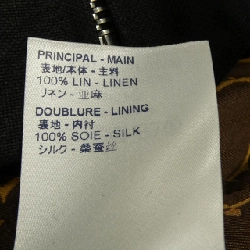 PRINCIPAL - MAIN
表地/本体 - 主料
100% LIN - LINEN
リネン - 亜麻
DOUBLURE - LINING
裏地 - 内衬
100% SOIE - SILK
シルク - 桑蚕丝